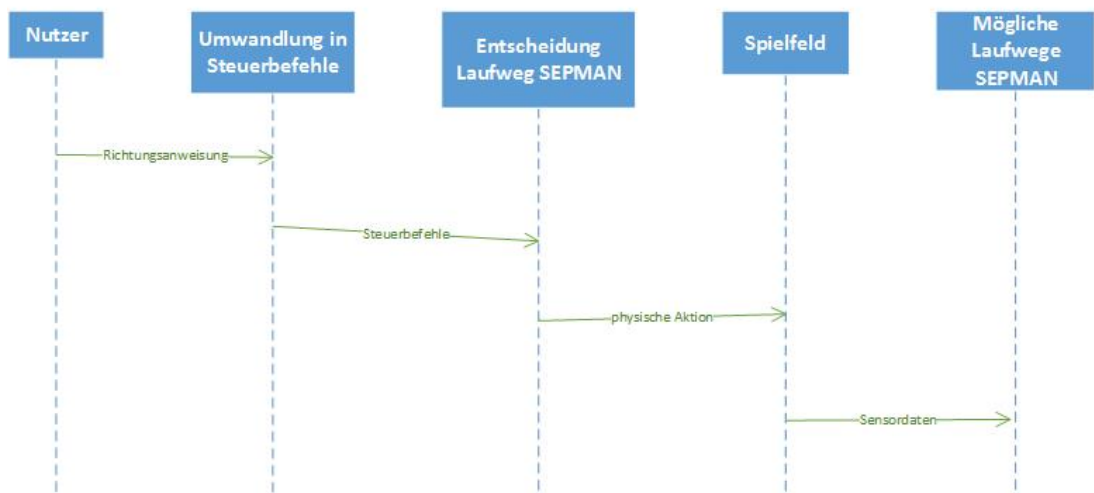 Nutzer
Umwandlung in
Steuerbefehle
Entscheidung
Laufweg SEPMAN
Spielfeld
Mögliche
Laufwege
SEPMAN
Richtungsanweisung
Steuerbefehle
physische Aktion
Sensordaten